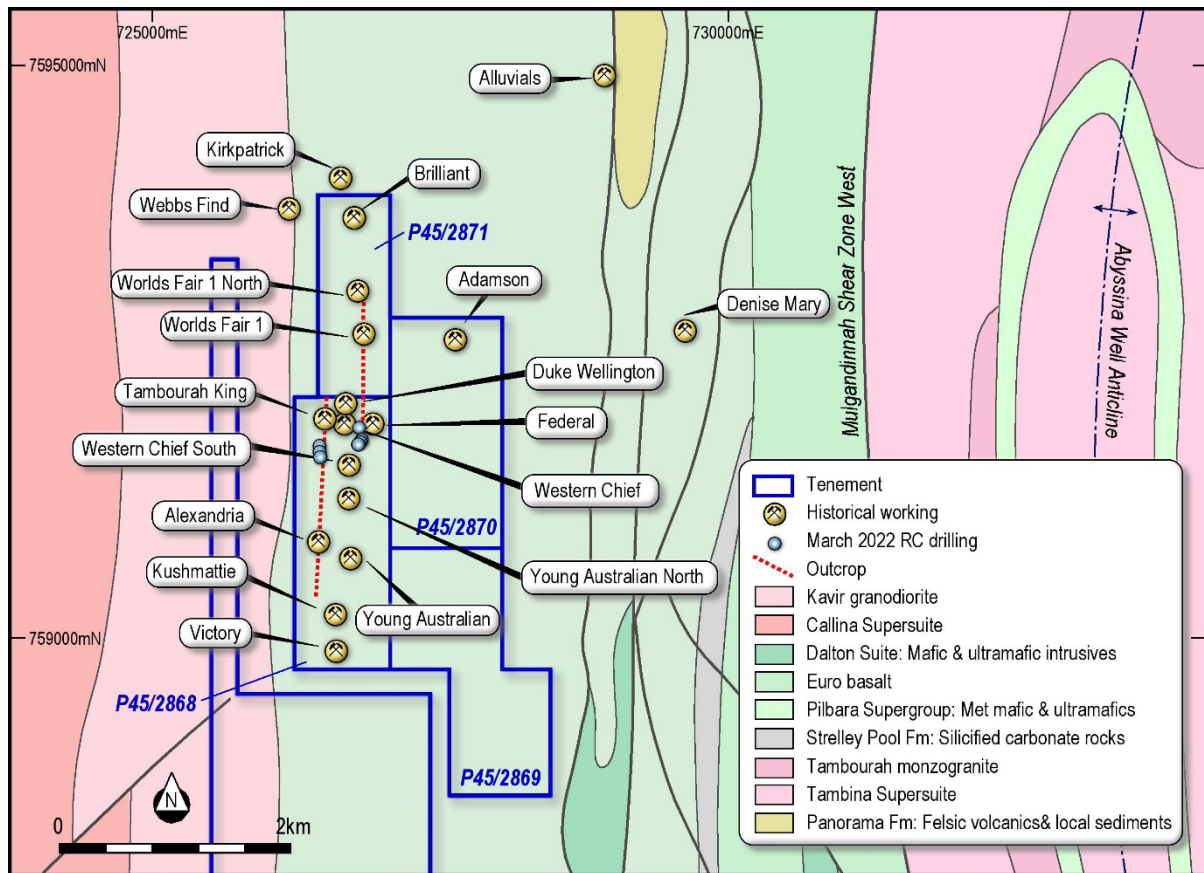 725000mE
730000mE
7595000mN
Alluvials
Kirkpatrick
Brilliant
Webbs Find
P45/2871
Worlds Fair 1 North
Adamson
Worlds Fair 1
Denise Mary
Duke Wellington
Tambourah King
Federal
Western Chief South
Western Chief
Alexandria
P45/2870
Kushmattie
Young Australian North
Young Australian
Victory
759000mN
P45/2868
P45/2869
Mulgandinnah Shear Zone West
Abyssina Well Anticline
N
0 2km
Tenement
Historical working
March 2022 RC drilling
Outcrop
Kavir granodiorite
Callina Supersuite
Dalton Suite: Mafic & ultramafic intrusives
Euro basalt
Pilbara Supergroup: Met mafic & ultramafics
Strelley Pool Fm: Silicified carbonate rocks
Tambourah monzogranite
Tambina Supersuite
Panorama Fm: Felsic volcanics& local sediments